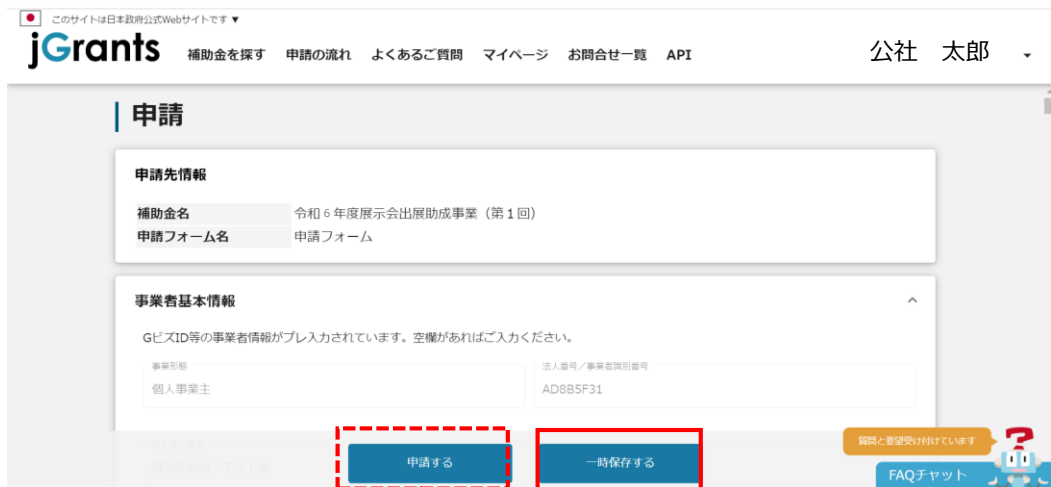 このサイトは日本政府公式Webサイトです ▼
jGrants 補助金を探す 申請の流れ よくあるご質問 マイページ お問合せ一覧 API 公社 太郎
申請
申請先情報
補助金名 令和6年度展示会出展助成事業（第1回）
申請フォーム名 申請フォーム
事業者基本情報
GビズID等の事業者情報がプレ入力されています。空欄があればご入力ください。
事業形態 法人番号／事業者識別番号
個人事業主 AD8B5F31
申請する 一時保存する
質問と要望受け付けています
FAQチャット